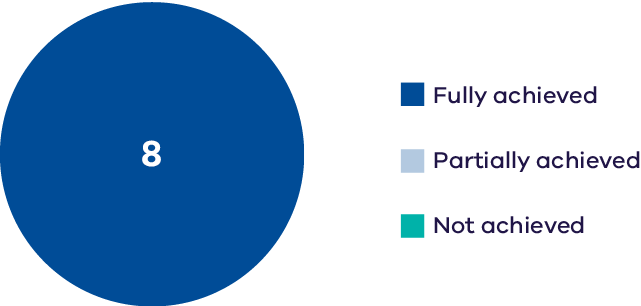 8
Fully achieved
Partially achieved
Not achieved